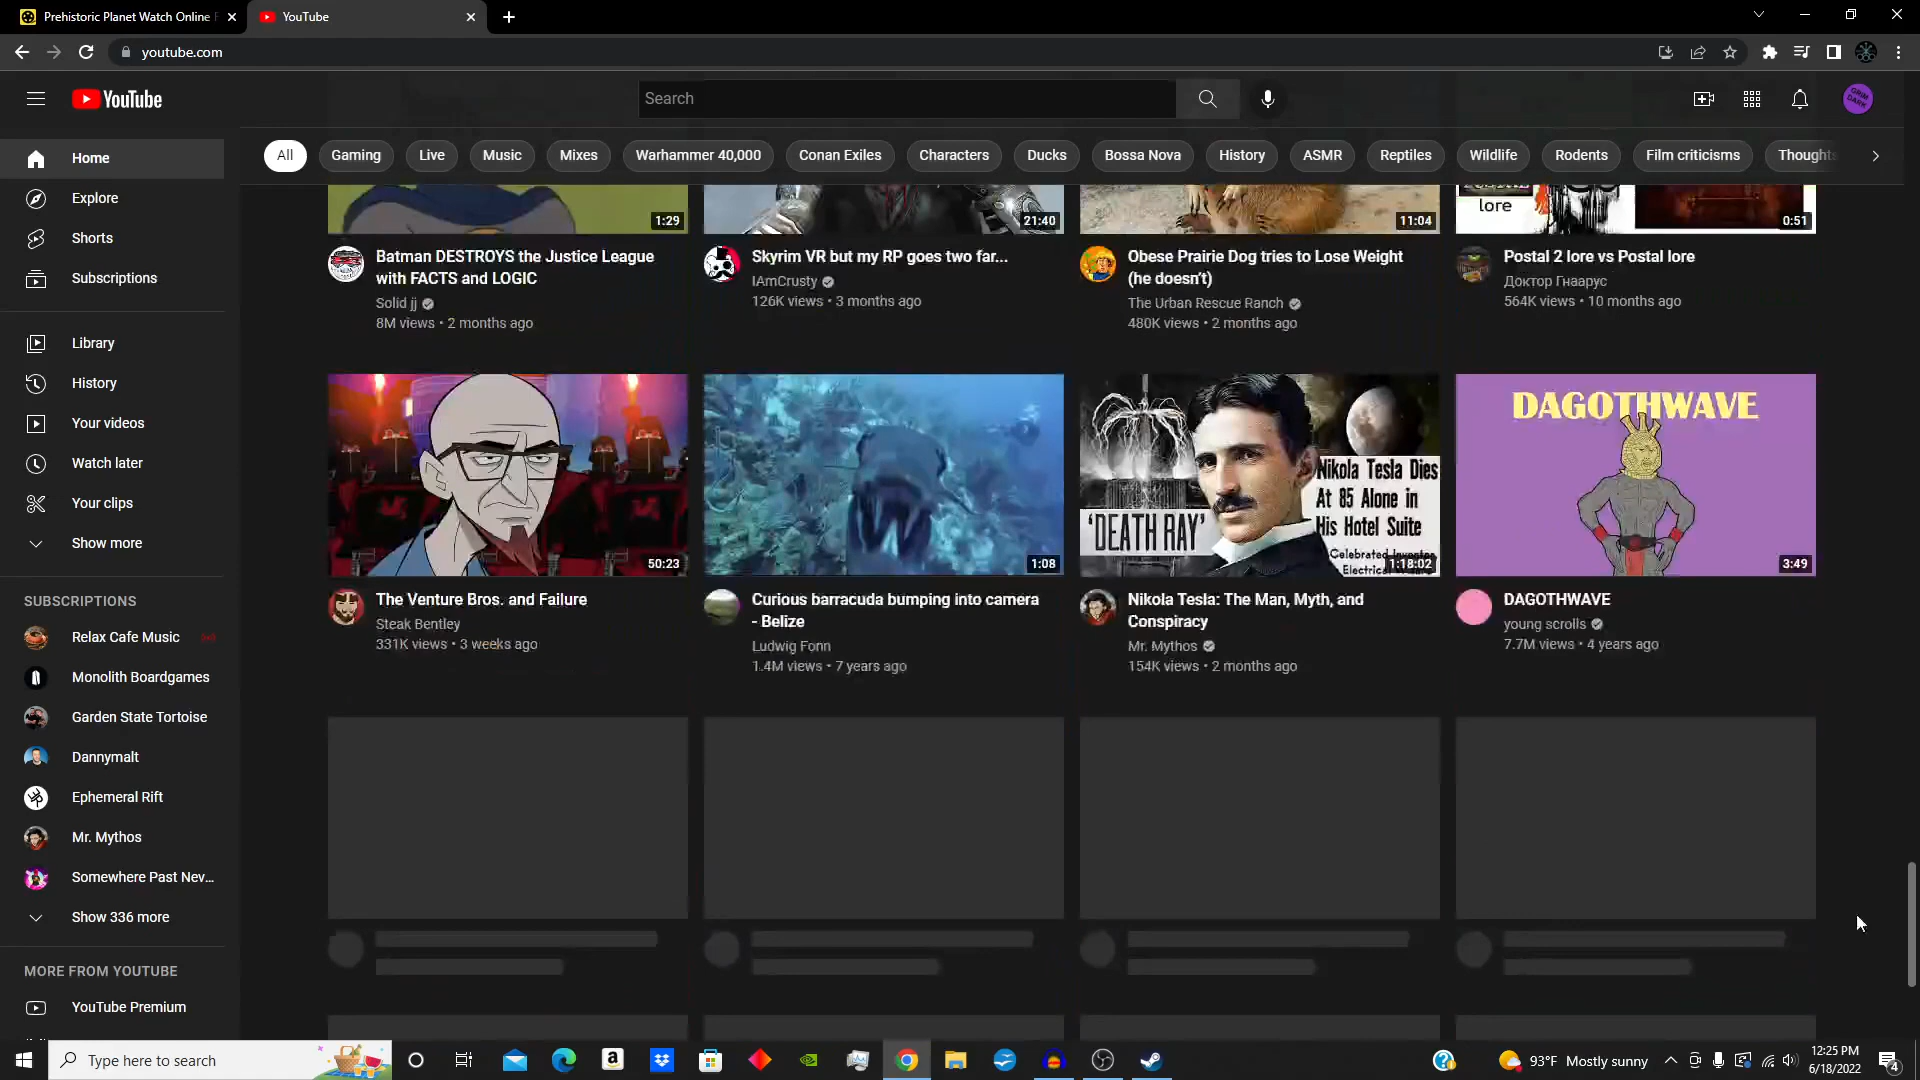 Prehistoric Planet Watch Online F
YouTube
youtube.com
YouTube
Search
GRIM
DARK
Home
Explore
Shorts
Subscriptions
Library
History
Your videos
Watch later
Your clips
Show more
SUBSCRIPTIONS
Relax Cafe Music
Monolith Boardgames
Garden State Tortoise
Dannymalt
Ephemeral Rift
Mr. Mythos
Somewhere Past Nev...
Show 336 more
MORE FROM YOUTUBE
YouTube Premium
All
Gaming
Live
Music
Mixes
Warhammer 40,000
Conan Exiles
Characters
Ducks
Bossa Nova
History
ASMR
Reptiles
Wildlife
Rodents
Film criticisms
Thoughts
1:29
Batman DESTROYS the Justice League
with FACTS and LOGIC
Solid jj
8M views • 2 months ago
21:40
Skyrim VR but my RP goes two far...
IAmCrusty
126K views • 3 months ago
11:04
Obese Prairie Dog tries to Lose Weight
(he doesn't)
The Urban Rescue Ranch
480K views • 2 months ago
lore
0:51
Postal 2 lore vs Postal lore
Доктор Гнаарус
564K views • 10 months ago
50:23
The Venture Bros. and Failure
Steak Bentley
331K views • 3 weeks ago
1:08
Curious barracuda bumping into camera
- Belize
Ludwig Fonn
1.4M views • 7 years ago
'DEATH RAY'
Nikola Tesla Dies
At 85 Alone in
His Hotel Suite
Celebrated Inventor
Electrical
1:18:02
Nikola Tesla: The Man, Myth, and
Conspiracy
Mr. Mythos
154K views • 2 months ago
DAGOTHWAVE
3:49
DAGOTHWAVE
young scrolls
7.7M views • 4 years ago
Type here to search
93°F Mostly sunny
12:25 PM
6/18/2022
4